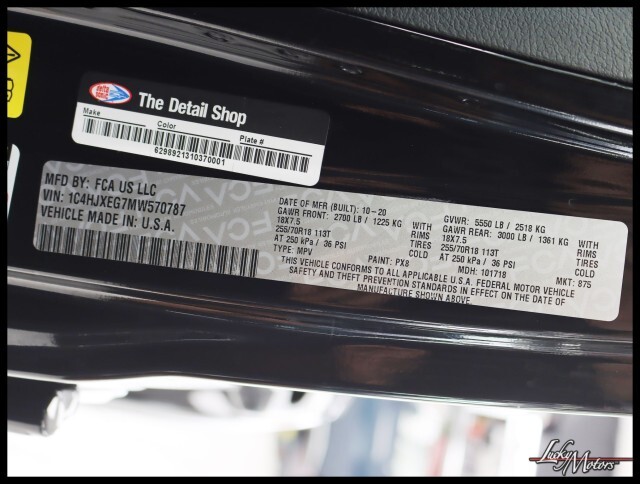 The Detail Shop
Make
Color
Plate #
6298921310370001
MFD BY: FCA US LLC
VIN: 1C4HJXEG7MW570787
VEHICLE MADE IN U.S.A.
DATE OF MFR (BUILT): 10-20
GVWR: 5550 LB / 2518 KG
GAWR FRONT: 2700 LB / 1225 KG WITH
GAWR REAR: 3000 LB / 1361 KG WITH
18X7.5 RIMS
18X7.5 RIMS
255/70R18 113T TIRES
255/70R18 113T TIRES
AT 250 kPa / 36 PSI COLD
AT 250 kPa / 36 PSI COLD
TYPE: MPV PAINT: PX8 MDH: 101718 MKT: 875
THIS VEHICLE CONFORMS TO ALL APPLICABLE U.S.A. FEDERAL MOTOR VEHICLE
SAFETY AND THEFT PREVENTION STANDARDS IN EFFECT ON THE DATE OF
MANUFACTURE SHOWN ABOVE
Lucky
Motors